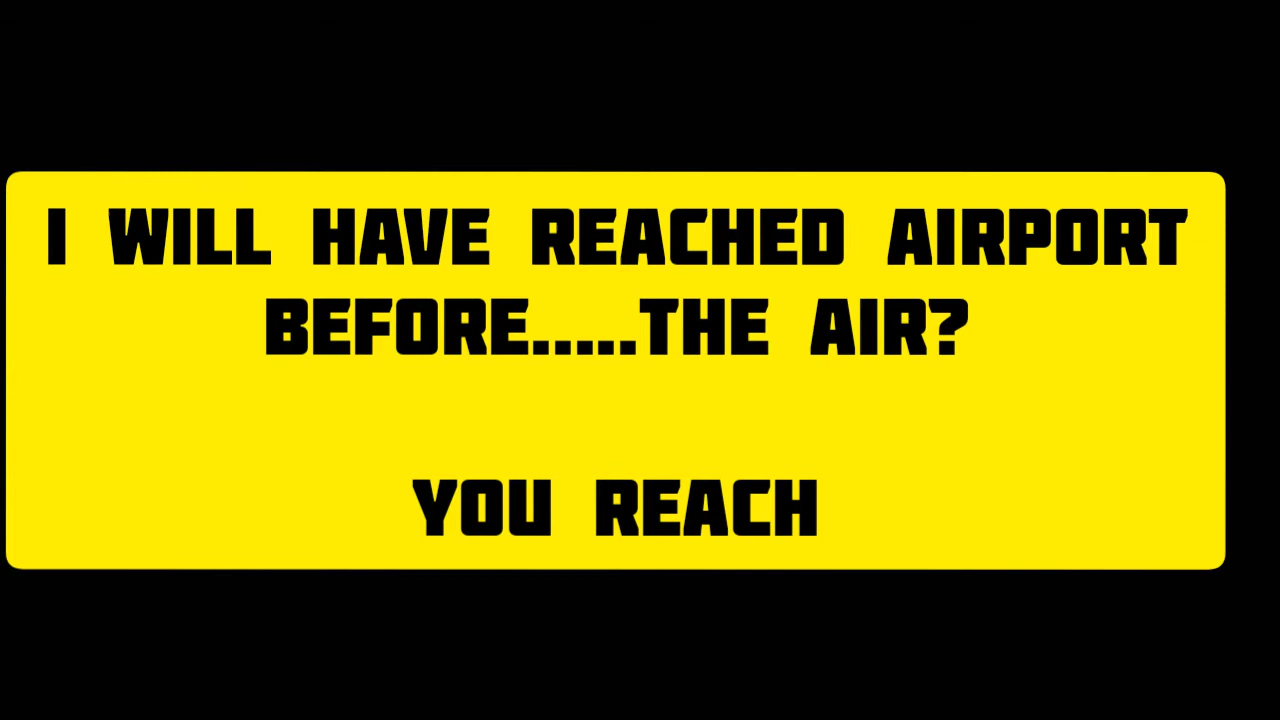 I WILL HAVE REACHED AIRPORT
BEFORE.....THE AIR?
YOU REACH